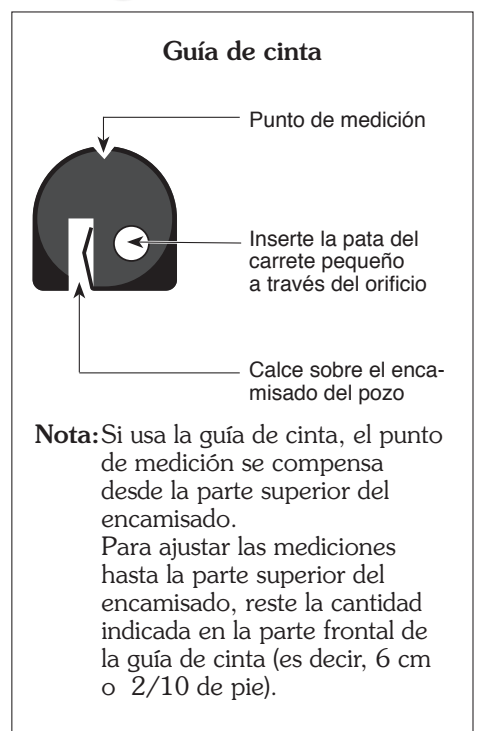 Guía de cinta
Punto de medición
Inserte la pata del
carrete pequeño
a través del orificio
Calce sobre el enca-
misado del pozo
Nota: Si usa la guía de cinta, el punto
de medición se compensa
desde la parte superior del
encamisado.
Para ajustar las mediciones
hasta la parte superior del
encamisado, reste la cantidad
indicada en la parte frontal de
la guía de cinta (es decir, 6 cm
o 2/10 de pie).